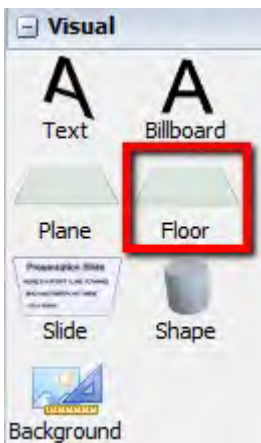 Visual
A A
Text Billboard
Plane Floor
Presentation Slide
Slide Shape
Background